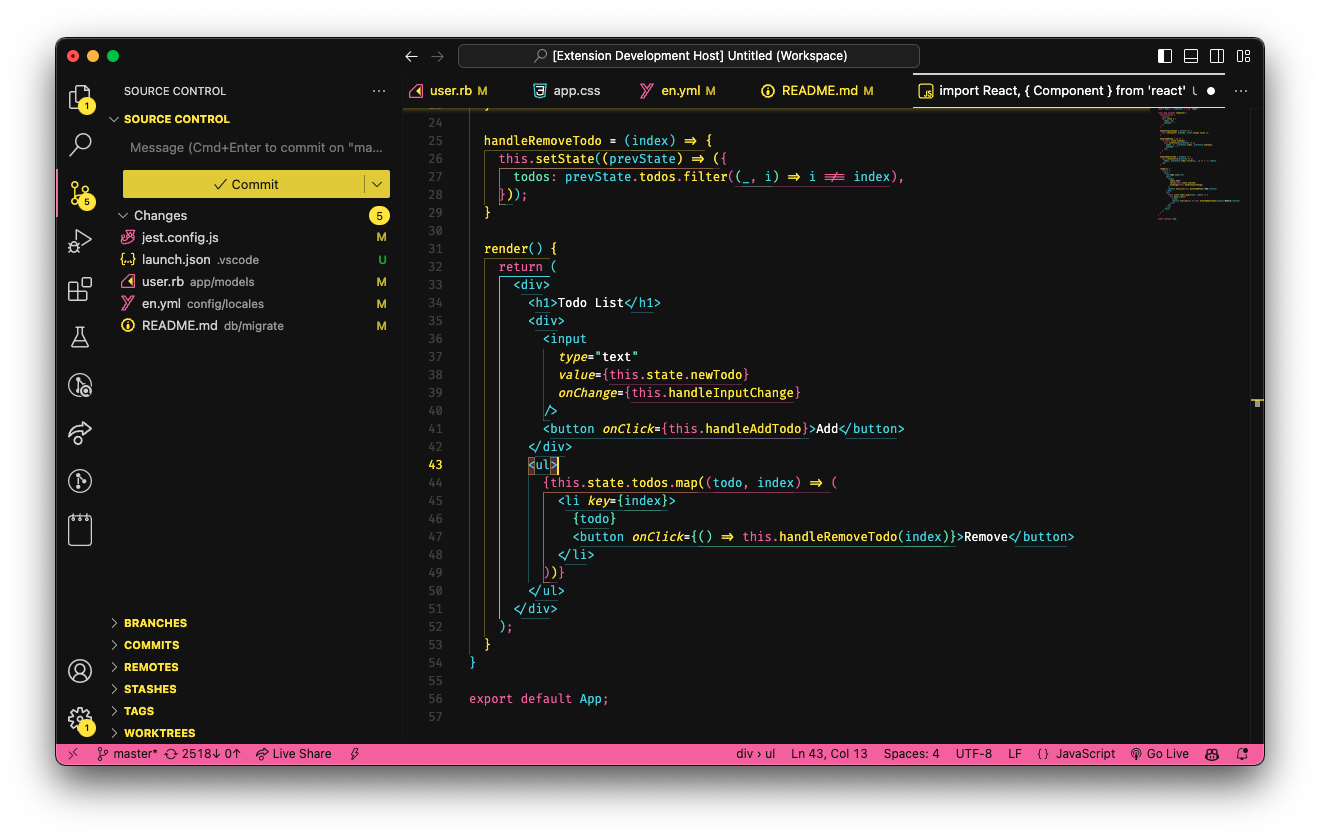 [Extension Development Host] Untitled (Workspace)
SOURCE CONTROL
user.rb M
app.css
en.yml M
README.md M
import React, { Component } from 'react' U
1
SOURCE CONTROL
Message (Cmd+Enter to commit on "ma...
Commit
Changes 5
5
jest.config.js M
launch.json .vscode U
user.rb app/models M
en.yml config/locales M
README.md db/migrate M
BRANCHES
COMMITS
REMOTES
STASHES
TAGS
WORKTREES
1
24
25 handleRemoveTodo = (index) => {
26 this.setState((prevState) => ({
27 todos: prevState.todos.filter((_, i) => i !== index),
28 }));
29 }
30
31 render() {
32 return (
33 <div>
34 <h1>Todo List</h1>
35 <div>
36 <input
37 type="text"
38 value={this.state.newTodo}
39 onChange={this.handleInputChange}
40 />
41 <button onClick={this.handleAddTodo}>Add</button>
42 </div>
43 <ul>
44 {this.state.todos.map((todo, index) => (
45 <li key={index}>
46 {todo}
47 <button onClick={() => this.handleRemoveTodo(index)}>Remove</button>
48 </li>
49 ))}
50 </ul>
51 </div>
52 );
53 }
54 }
55
56 export default App;
57
master* 2518↓ 0↑ Live Share
div › ul Ln 43, Col 13 Spaces: 4 UTF-8 LF {} JavaScript Go Live